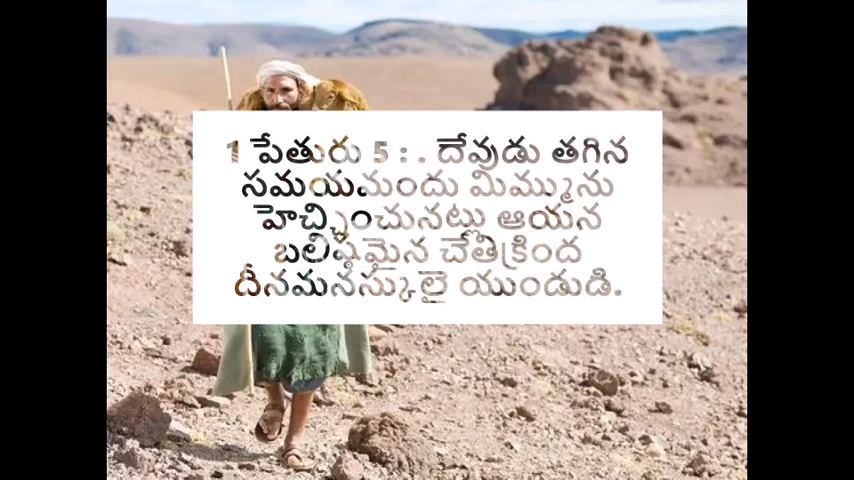 1 పేతురు 5 : . దేవుడు తగిన
సమయమందు మిమ్మును
హెచ్చించునట్లు ఆయన
బలిష్ఠమైన చేతిక్రింద
దీనమనస్కులై యుండుడి.